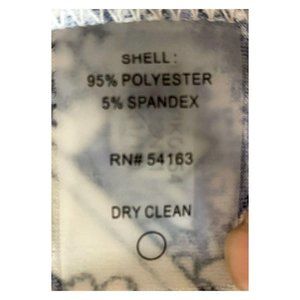 SHELL :
95% POLYESTER
5% SPANDEX
RN# 54163
DRY CLEAN